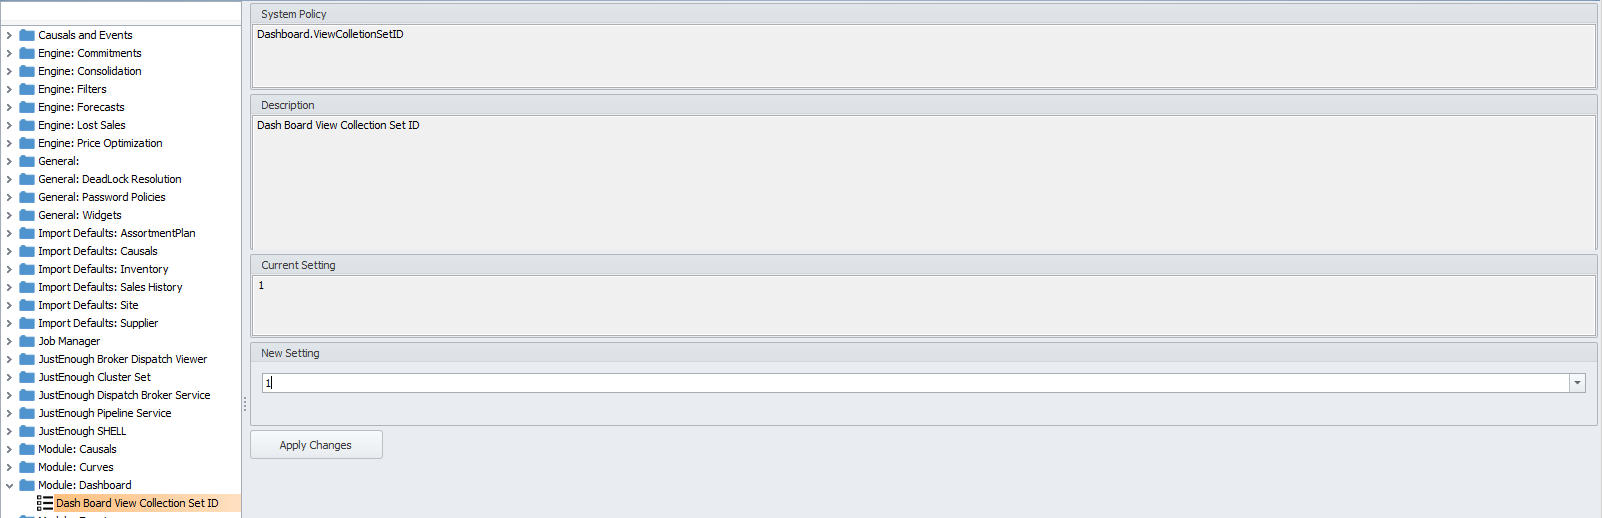 Causals and Events
Engine: Commitments
Engine: Consolidation
Engine: Filters
Engine: Forecasts
Engine: Lost Sales
Engine: Price Optimization
General:
General: DeadLock Resolution
General: Password Policies
General: Widgets
Import Defaults: AssortmentPlan
Import Defaults: Causals
Import Defaults: Inventory
Import Defaults: Sales History
Import Defaults: Site
Import Defaults: Supplier
Job Manager
JustEnough Broker Dispatch Viewer
JustEnough Cluster Set
JustEnough Dispatch Broker Service
JustEnough Pipeline Service
JustEnough SHELL
Module: Causals
Module: Curves
Module: Dashboard
Dash Board View Collection Set ID
System Policy
Dashboard.ViewColletionSetID
Description
Dash Board View Collection Set ID
Current Setting
1
New Setting
1
Apply Changes